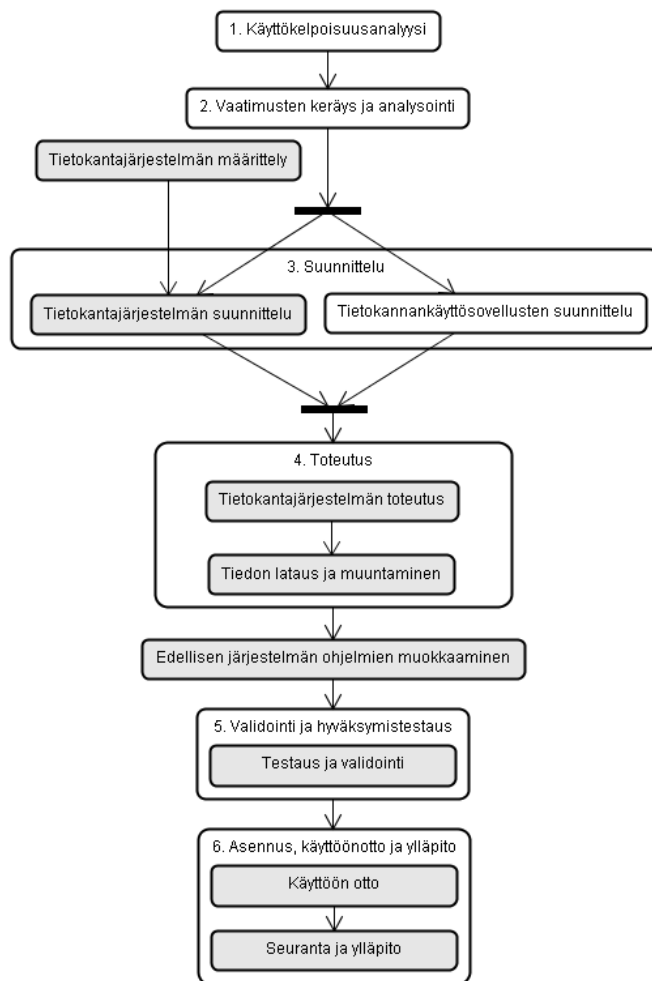 1. Käyttökelpoisuusanalyysi
2. Vaatimusten keräys ja analysointi
Tietokantajärjestelmän määrittely
3. Suunnittelu
Tietokantajärjestelmän suunnittelu
Tietokannankäyttösovellusten suunnittelu
4. Toteutus
Tietokantajärjestelmän toteutus
Tiedon lataus ja muuntaminen
Edellisen järjestelmän ohjelmien muokkaaminen
5. Validointi ja hyväksymistestaus
Testaus ja validointi
6. Asennus, käyttöönotto ja ylläpito
Käyttöön otto
Seuranta ja ylläpito